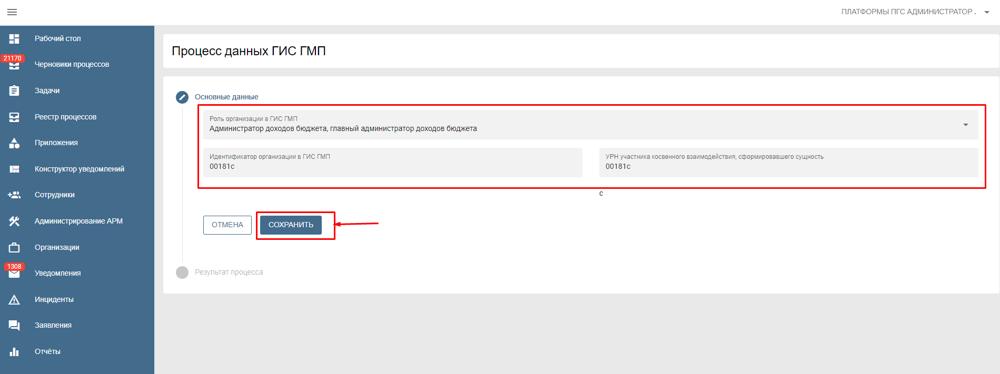 ПЛАТФОРМЫ ПГС АДМИНИСТРАТОР .
Рабочий стол
21170
Черновики процессов
Задачи
Реестр процессов
Приложения
Конструктор уведомлений
Сотрудники
Администрирование АРМ
Организации
1308
Уведомления
Инциденты
Заявления
Отчёты
Процесс данных ГИС ГМП
Основные данные
Роль организации в ГИС ГМП
Администратор доходов бюджета, главный администратор доходов бюджета
Идентификатор организации в ГИС ГМП
00181с
УРН участника косвенного взаимодействия, сформировавшего сущность
00181с
с
ОТМЕНА
СОХРАНИТЬ
Результат процесса